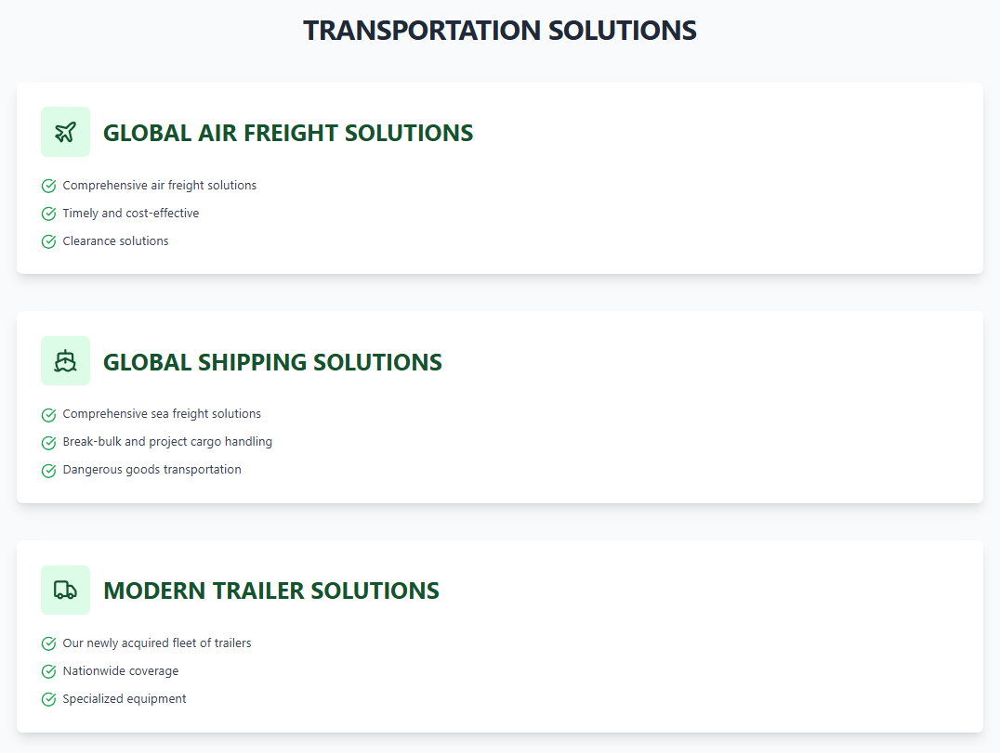 TRANSPORTATION SOLUTIONS
GLOBAL AIR FREIGHT SOLUTIONS
Comprehensive air freight solutions
Timely and cost-effective
Clearance solutions
GLOBAL SHIPPING SOLUTIONS
Comprehensive sea freight solutions
Break-bulk and project cargo handling
Dangerous goods transportation
MODERN TRAILER SOLUTIONS
Our newly acquired fleet of trailers
Nationwide coverage
Specialized equipment